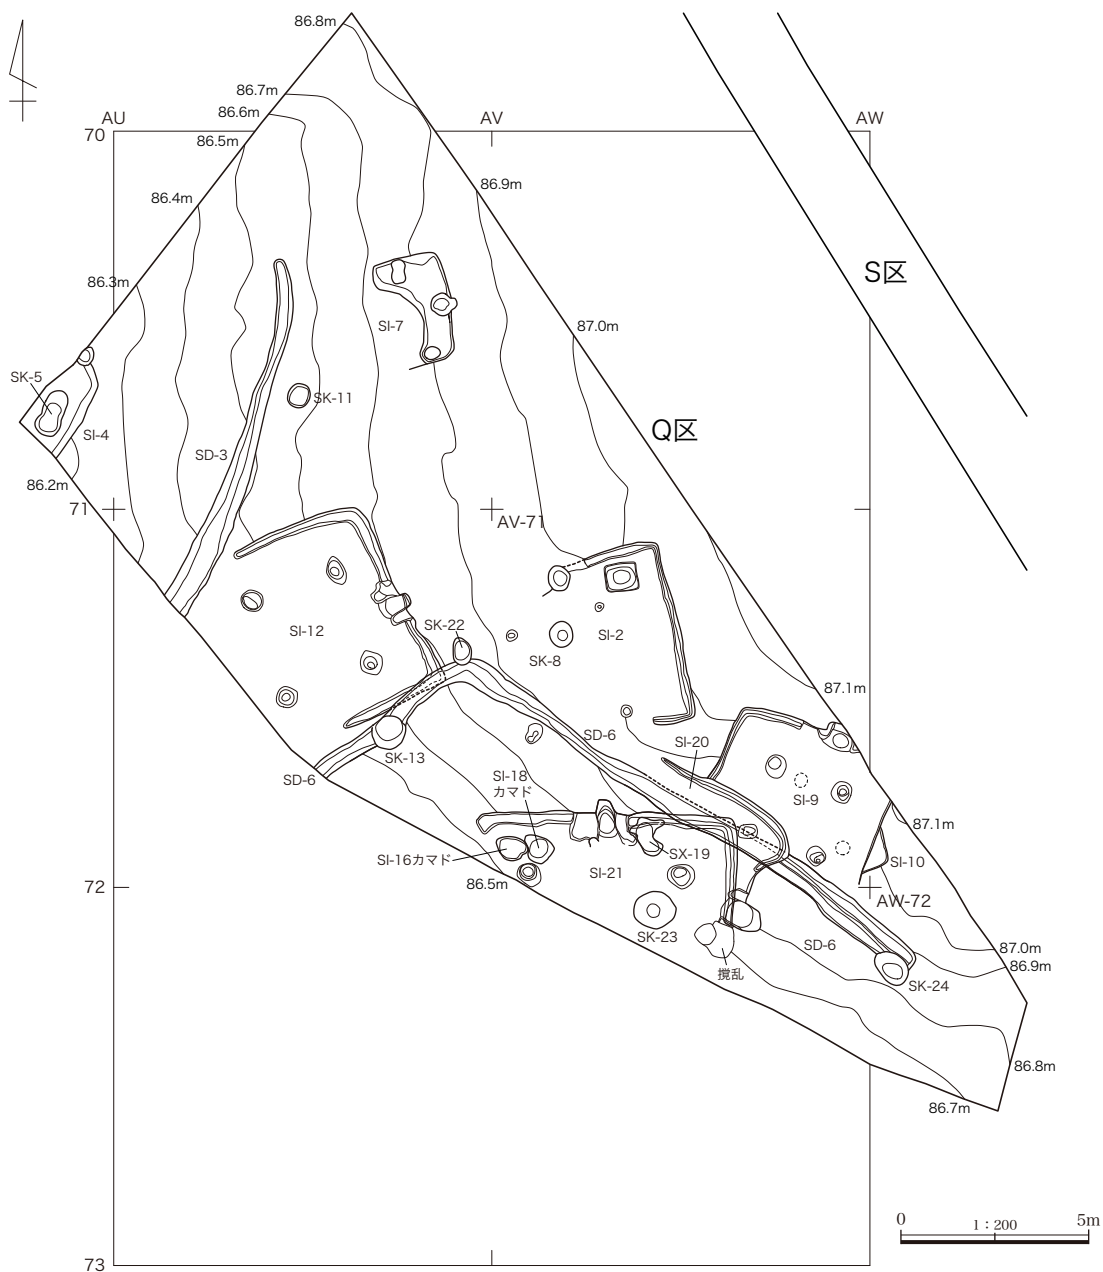 86.8m
86.7m
86.6m
AU
AV
AW
70
86.5m
86.4m
86.9m
S区
86.3m
SI-7
87.0m
SK-5
SK-11
Q区
SI-4
SD-3
86.2m
71
AV-71
SI-12
SK-22
SI-2
SK-8
87.1m
SD-6
SI-20
SK-13
SD-6
SI-18
カマド
SI-9
87.1m
SI-16カマド
SX-19
SI-10
86.5m
SI-21
72
AW-72
SK-23
SD-6
87.0m
86.9m
撹乱
SK-24
86.8m
86.7m
0
1：200
5m
73